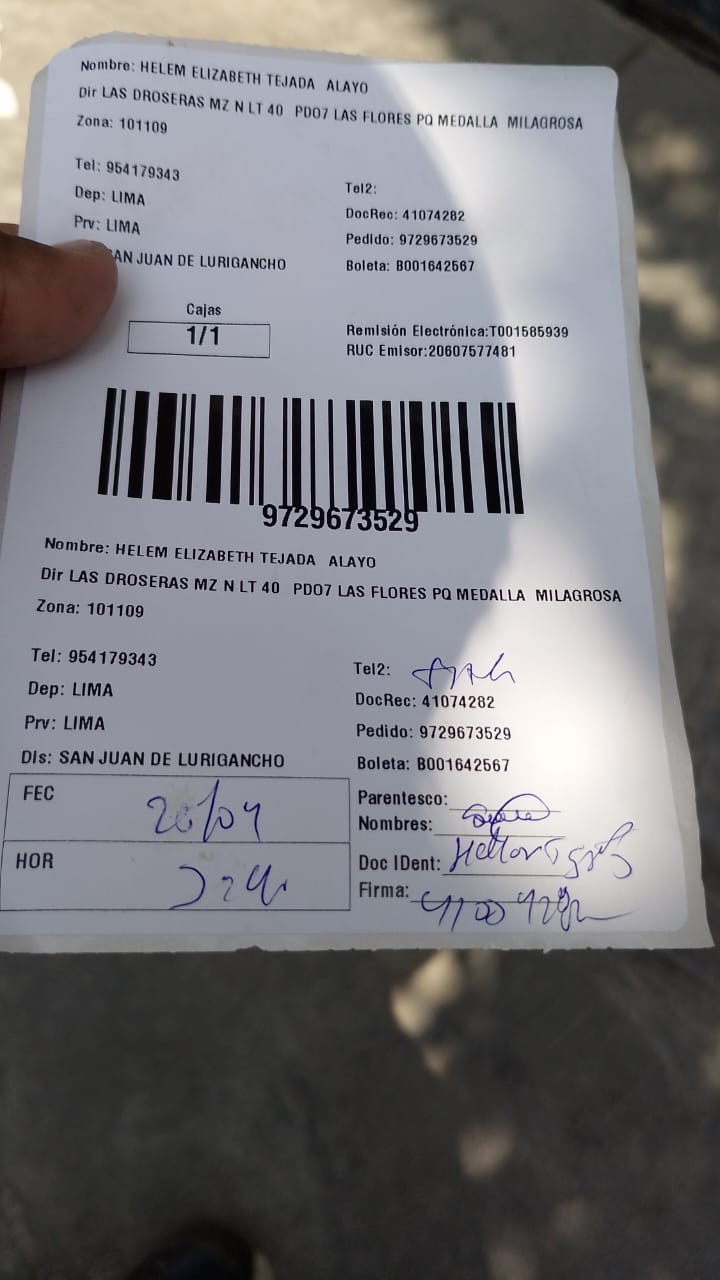 Nombre: HELEM ELIZABETH TEJADA ALAYO
Dir LAS DROSERAS MZ N LT 40 PD07 LAS FLORES PQ MEDALLA MILAGROSA
Zona: 101109
Tel: 954179343
Tel2:
Dep: LIMA
DocRec: 41074282
Prv: LIMA
Pedido: 9729673529
SAN JUAN DE LURIGANCHO
Boleta: B001642567
Cajas
1/1
Remisión Electrónica:T001585939
RUC Emisor:20607577481
9729673529
Nombre: HELEM ELIZABETH TEJADA ALAYO
Dir LAS DROSERAS MZ N LT 40 PD07 LAS FLORES PQ MEDALLA MILAGROSA
Zona: 101109
Tel: 954179343
Tel2:
Dep: LIMA
DocRec: 41074282
Prv: LIMA
Pedido: 9729673529
Dis: SAN JUAN DE LURIGANCHO
Boleta: B001642567
FEC 26/04
Parentesco:
Nombres:
HOR
Doc IDent:
Firma: